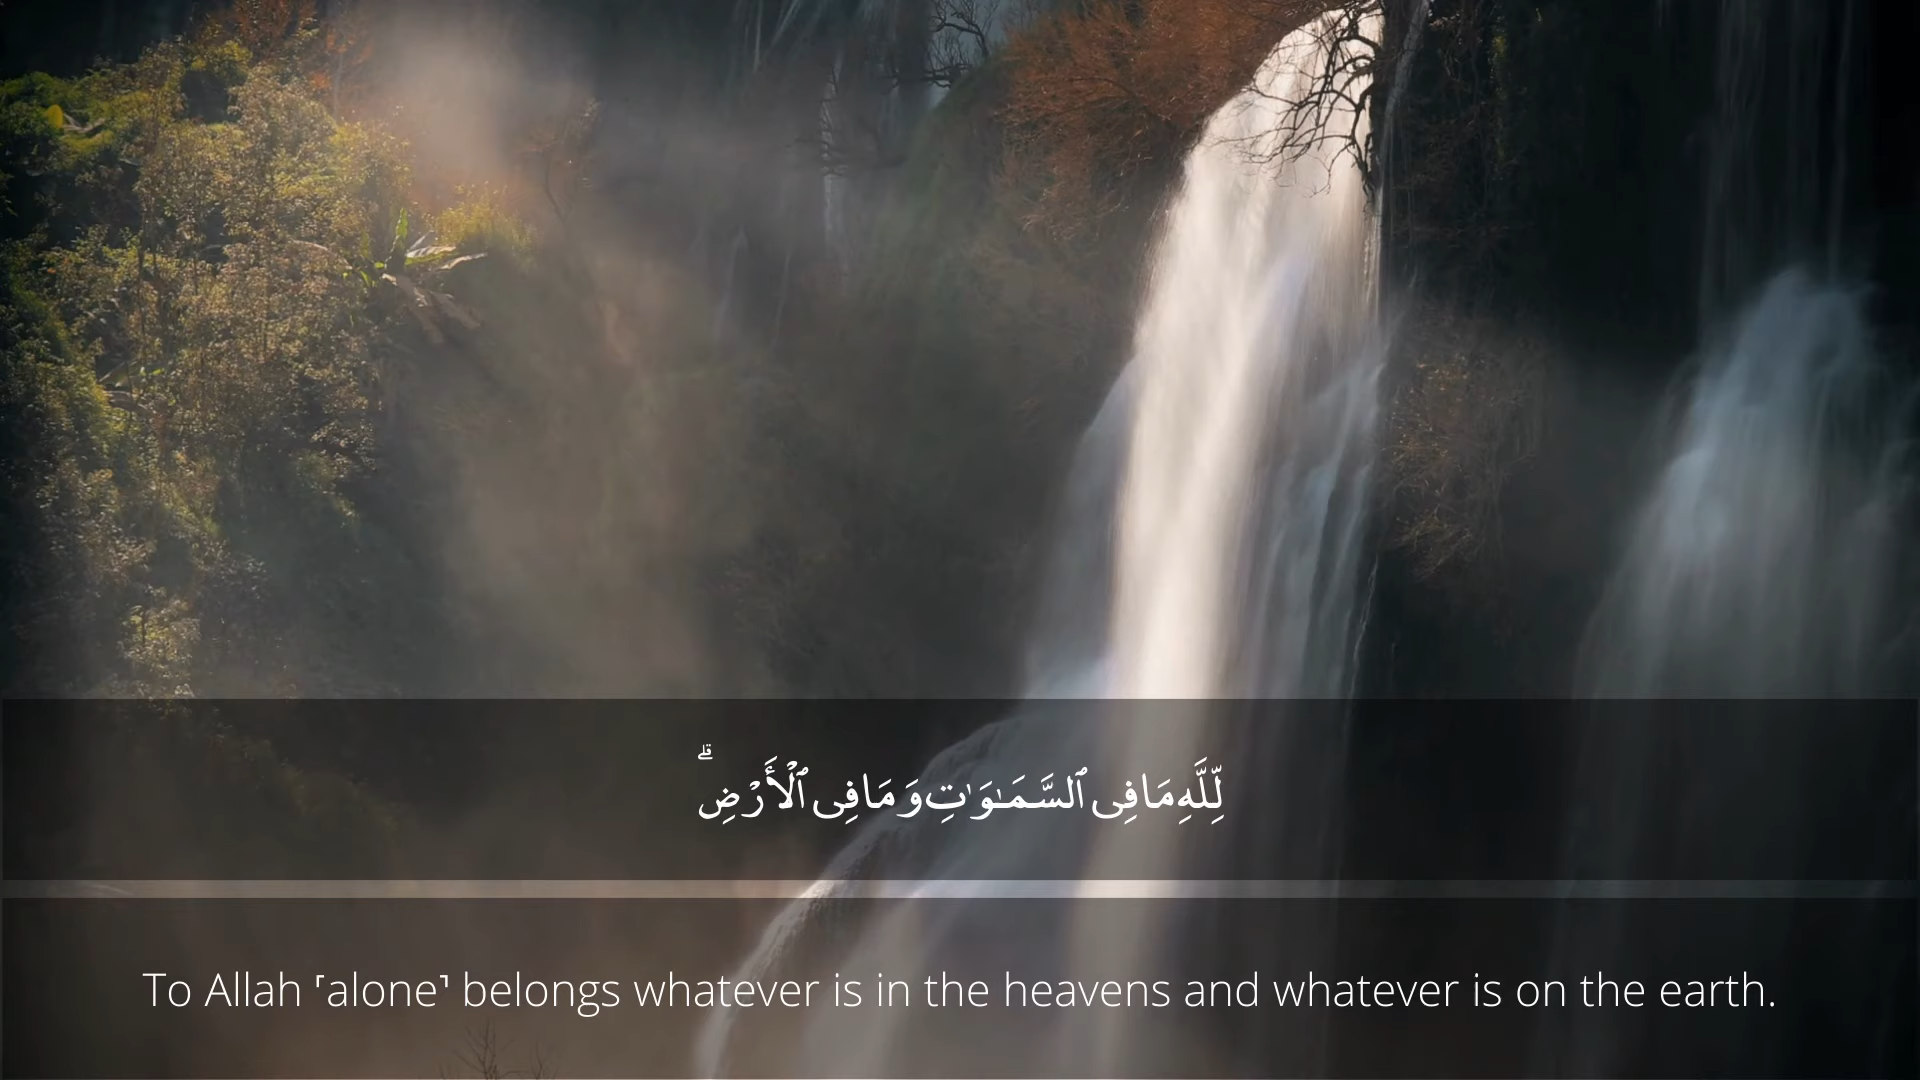 لِّلَّهِ مَا فِى ٱلسَّمَـٰوَٰتِ وَمَا فِى ٱلْأَرْضِ ۗ
To Allah ˹alone˺ belongs whatever is in the heavens and whatever is on the earth.